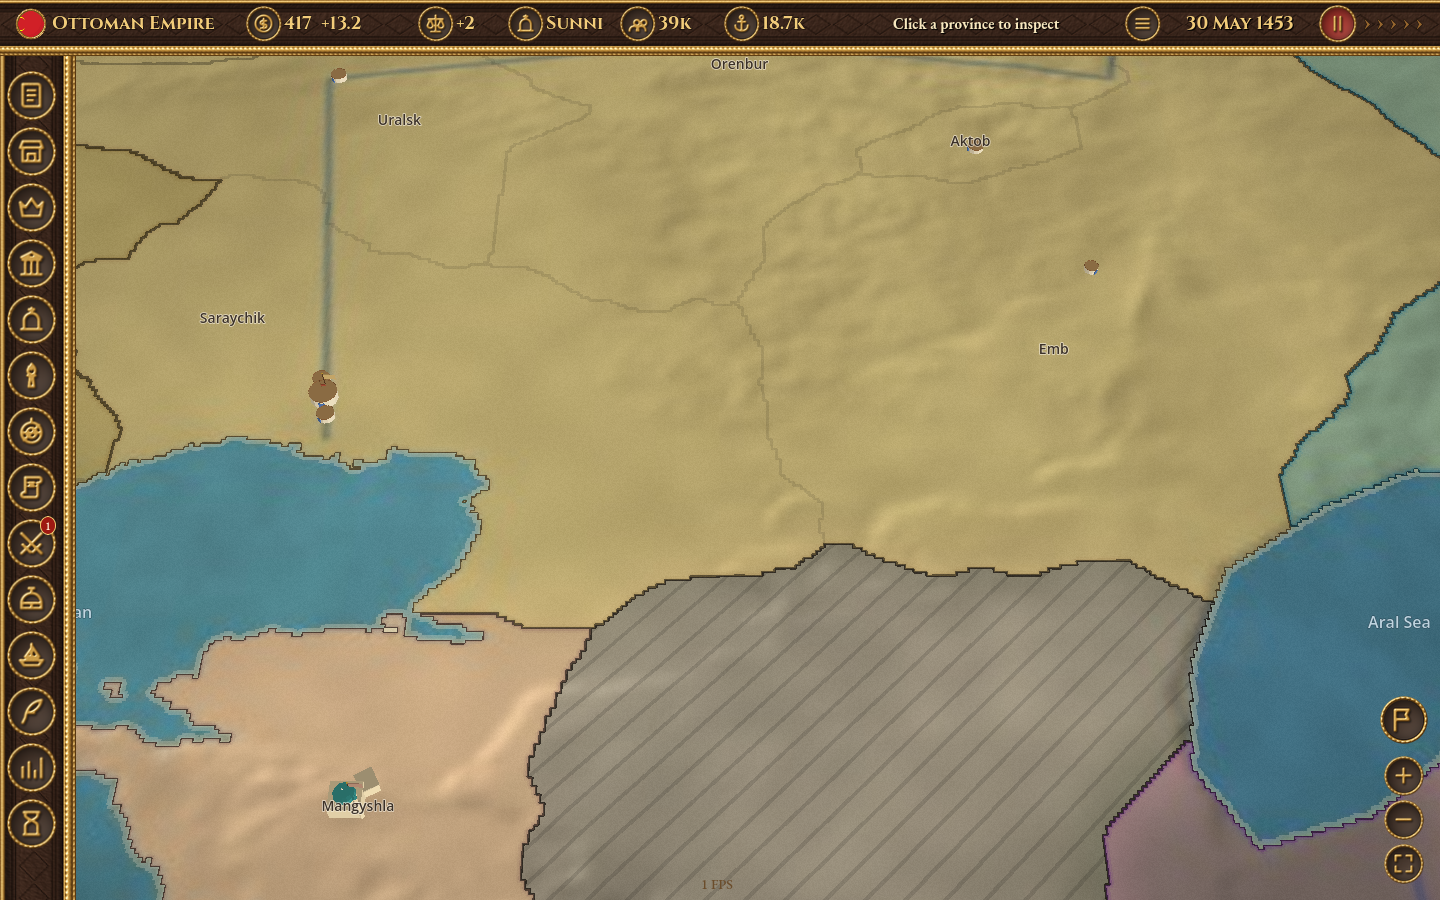 Ottoman Empire
417 +13.2
+2
Sunni
39K
18.7K
Click a province to inspect
30 May 1453
Orenbur
Uralsk
Aktob
Saraychik
Emb
1
an
Aral Sea
Mangyshla
1 FPS